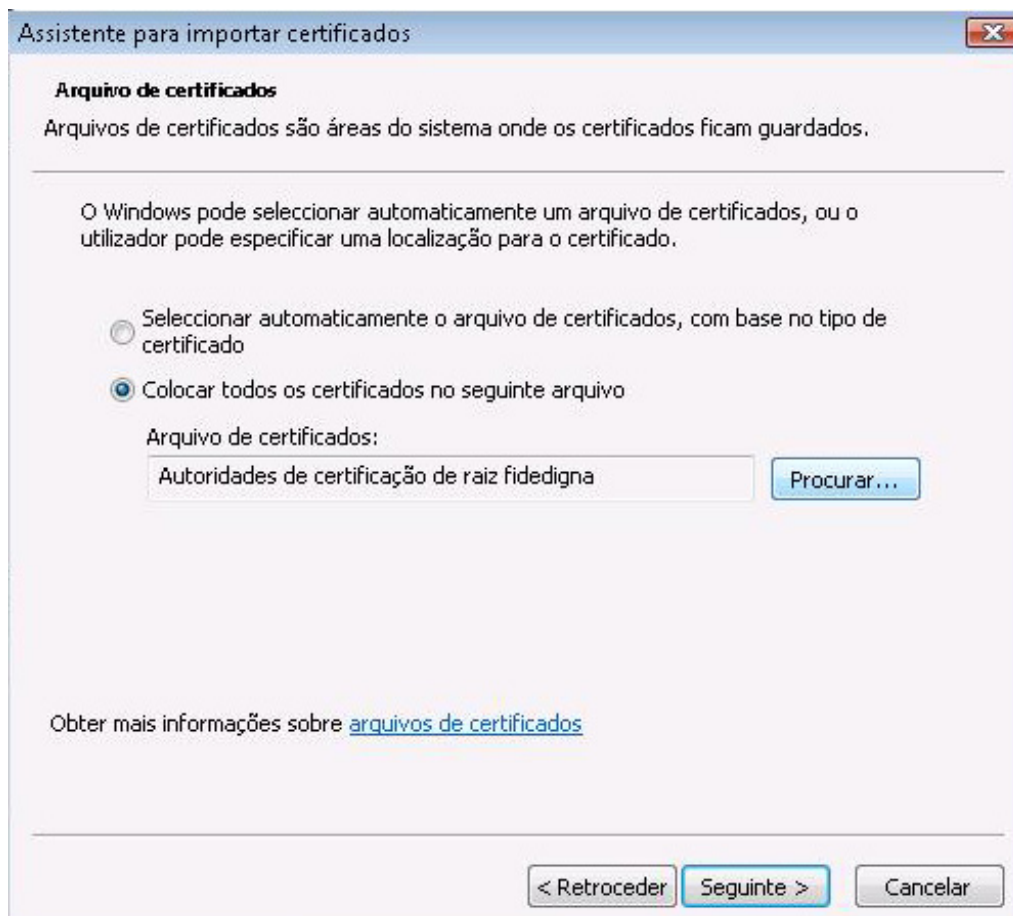 Assistente para importar certificados
Arquivo de certificados
Arquivos de certificados são áreas do sistema onde os certificados ficam guardados.
O Windows pode seleccionar automaticamente um arquivo de certificados, ou o
utilizador pode especificar uma localização para o certificado.
Seleccionar automaticamente o arquivo de certificados, com base no tipo de
certificado
Colocar todos os certificados no seguinte arquivo
Arquivo de certificados:
Autoridades de certificação de raiz fidedigna
Procurar...
Obter mais informações sobre arquivos de certificados
< Retroceder Seguinte > Cancelar